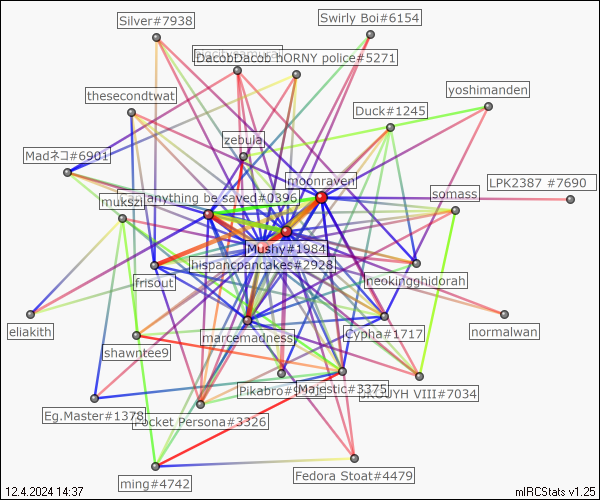 Silver#7938
Swirly Boi#6154
DacobDacob hORNY police#5271
thesecondtwat
yoshimanden
Duck#1245
zebula
Madネコ#6901
moonraven
LPK2387 #7690
mukszi
anything be saved#0396
somass
Mushy#1984
hispancpancakes#2928
frisout
neokingghidorah
eliakith
marcemadness
Cypha#1717
normalwan
shawntee9
Pikabro#9
Majestic#3375
VIII#7034
Eg.Master#1378
Pocket Persona#3326
ming#4742
Fedora Stoat#4479
12.4.2024 14:37
mIRCStats v1.25